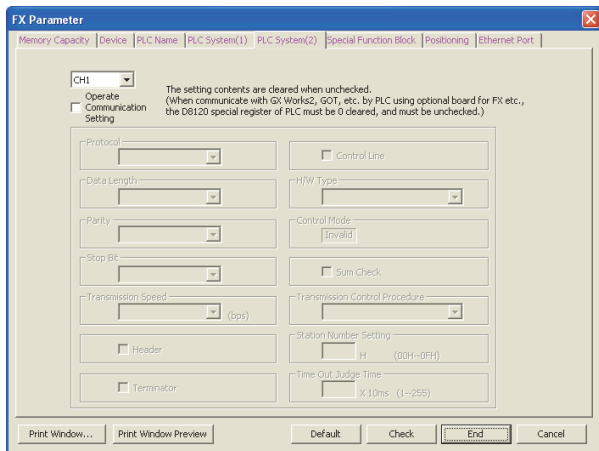 FX Parameter
Memory Capacity Device PLC Name PLC System(1) PLC System(2) Special Function Block Positioning Ethernet Port
CH1
The setting contents are cleared when unchecked.
(When communicate with GX Works2, GOT, etc. by PLC using optional board for FX etc.,
the D8120 special register of PLC must be 0 cleared, and must be unchecked.)
Operate
Communication
Setting
Protocol
Control Line
Data Length
H/W Type
Parity
Control Mode
Invalid
Stop Bit
Sum Check
Transmission Speed
(bps)
Transmission Control Procedure
Header
Station Number Setting
H (00H--0FH)
Terminator
Time Out Judge Time
X 10ms (1--255)
Print Window... Print Window Preview Default Check End Cancel